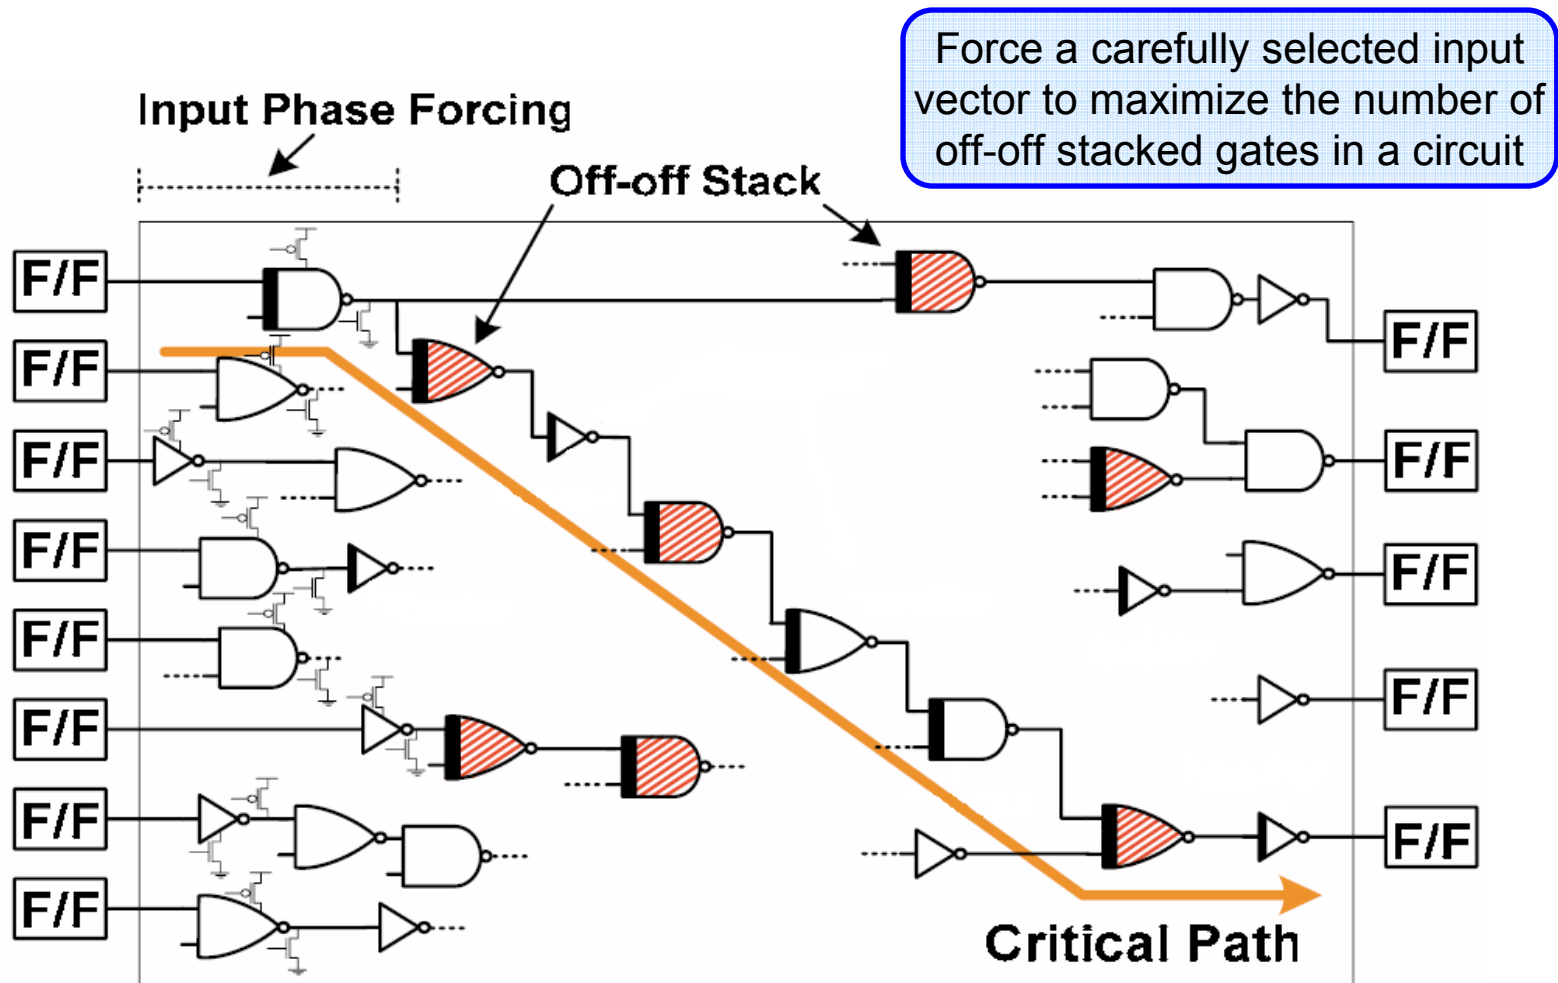 Force a carefully selected input
vector to maximize the number of
off-off stacked gates in a circuit
Input Phase Forcing
Off-off Stack
F/F
F/F
F/F
F/F
F/F
F/F
F/F
F/F
F/F
F/F
F/F
F/F
F/F
Critical Path